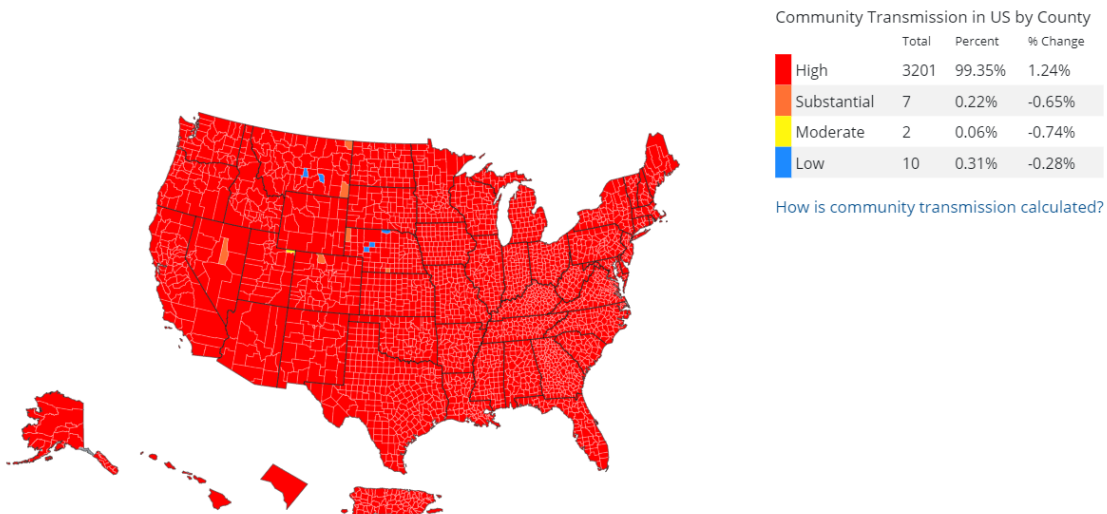 Community Transmission in US by County
Total Percent % Change
High 3201 99.35% 1.24%
Substantial 7 0.22% -0.65%
Moderate 2 0.06% -0.74%
Low 10 0.31% -0.28%
How is community transmission calculated?